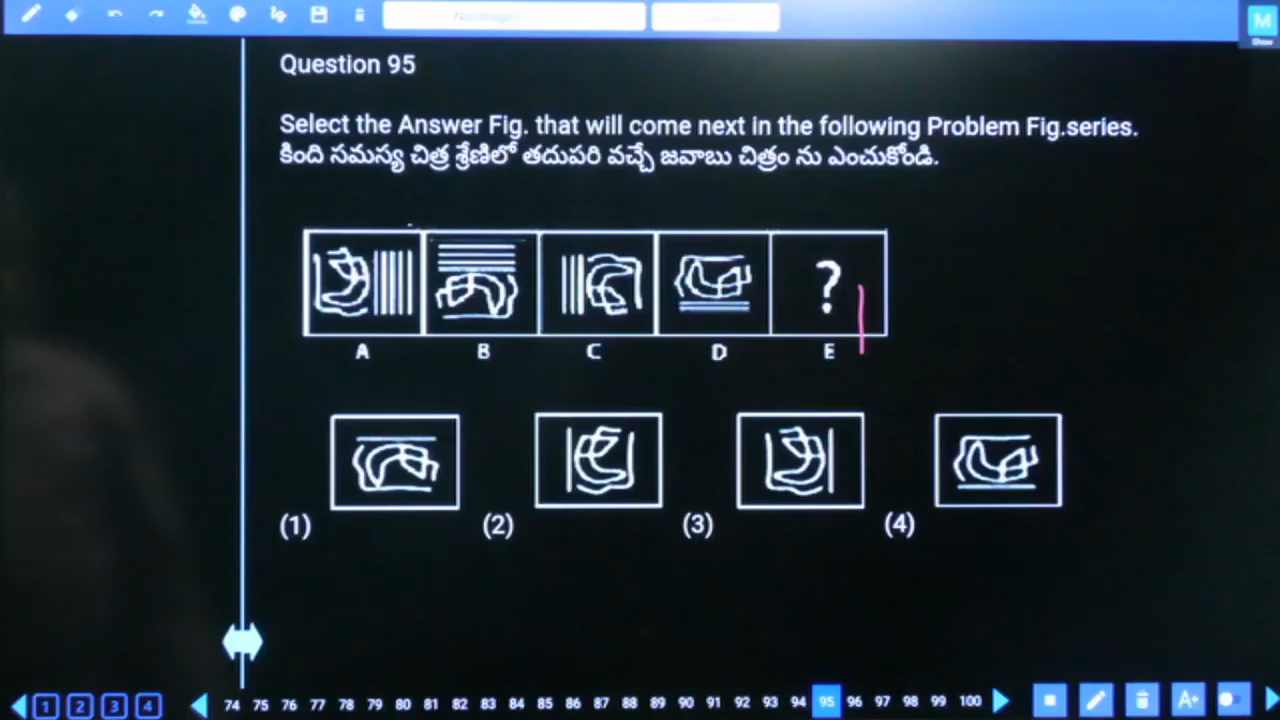 M
Show
Question 95
Select the Answer Fig. that will come next in the following Problem Fig.series.
కింది సమస్య చిత్ర శ్రేణిలో తదుపరి వచ్చే జవాబు చిత్రం ను ఎంచుకోండి.
?
A B C D E
(1) (2) (3) (4)
1 2 3 4 74 75 76 77 78 79 80 81 82 83 84 85 86 87 88 89 90 91 92 93 94 95 96 97 98 99 100 A+